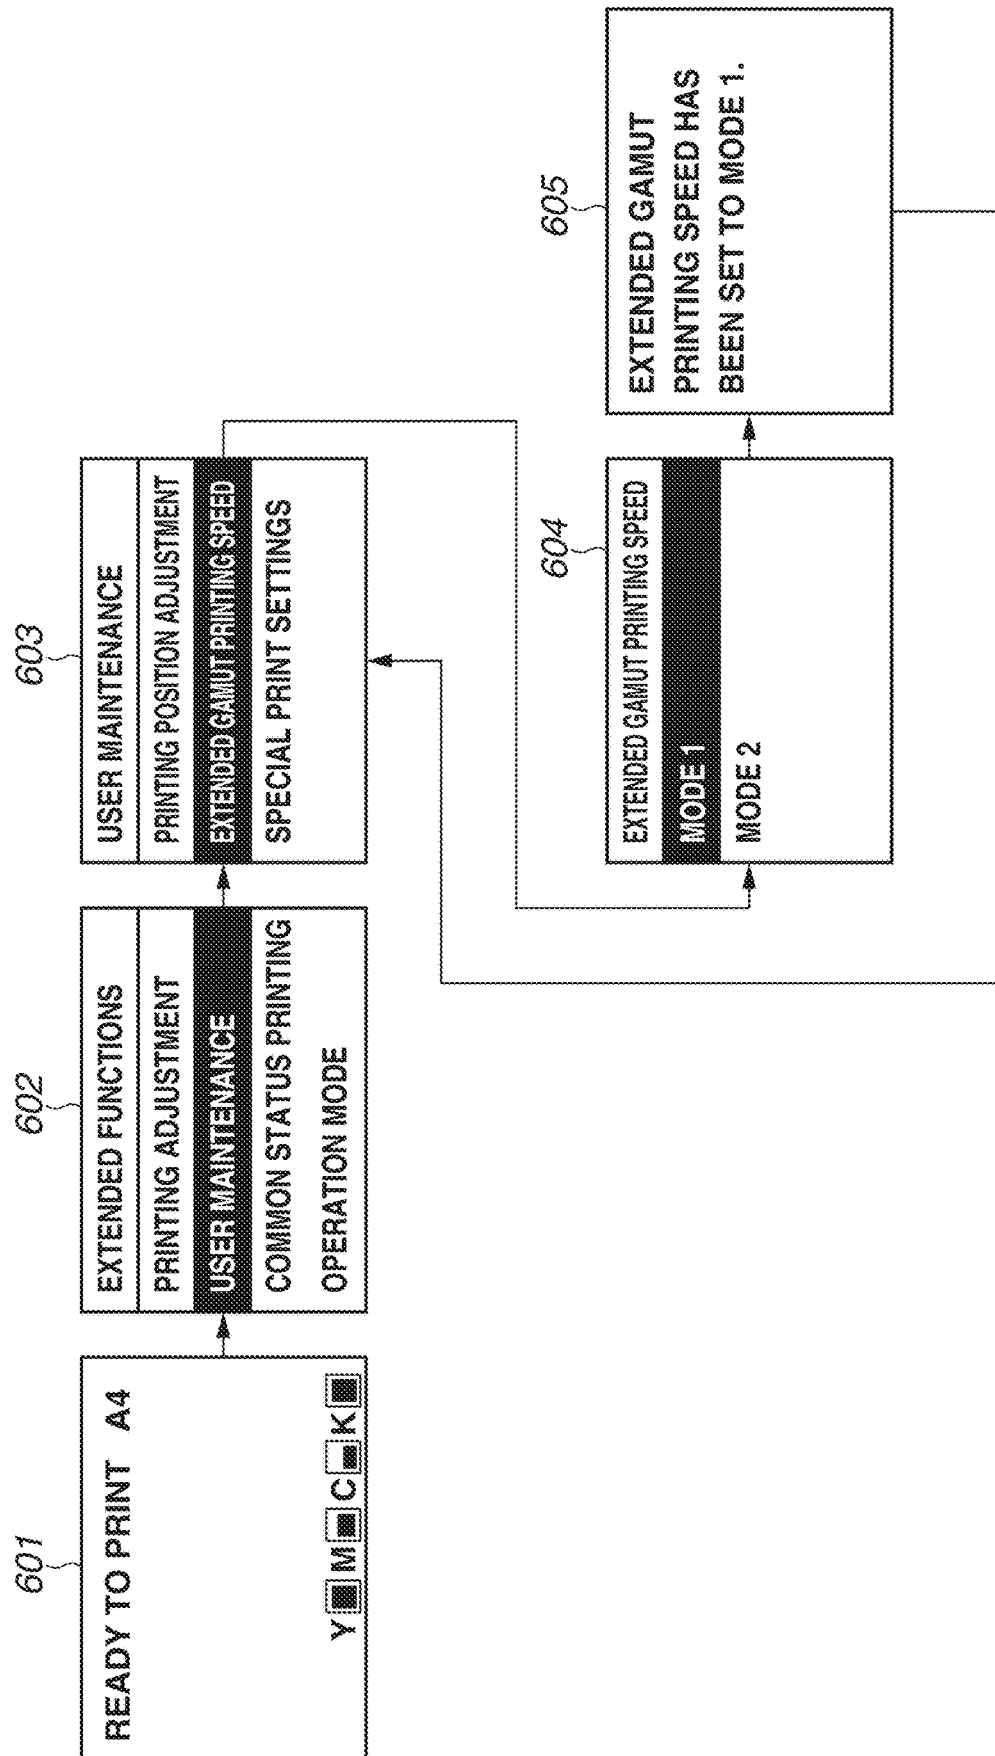 601
READY TO PRINT A4
Y M C K
602
EXTENDED FUNCTIONS
PRINTING ADJUSTMENT
USER MAINTENANCE
COMMON STATUS PRINTING
OPERATION MODE
603
USER MAINTENANCE
PRINTING POSITION ADJUSTMENT
EXTENDED GAMUT PRINTING SPEED
SPECIAL PRINT SETTINGS
604
EXTENDED GAMUT PRINTING SPEED
MODE 1
MODE 2
605
EXTENDED GAMUT
PRINTING SPEED HAS
BEEN SET TO MODE 1.